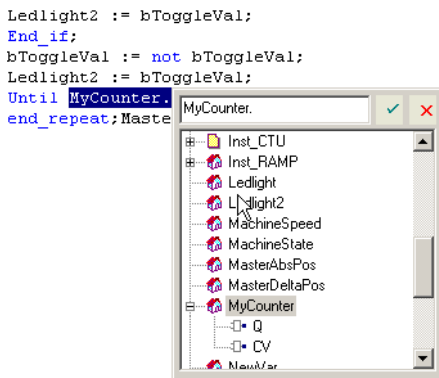 Ledlight2 := bToggleVal;
End_if;
bToggleVal := not bToggleVal;
Ledlight2 := bToggleVal;
Until MyCounter.
end_repeat;Maste
MyCounter.
Inst_CTU
Inst_RAMP
Ledlight
Ledlight2
MachineSpeed
MachineState
MasterAbsPos
MasterDeltaPos
MyCounter
Q
CV
NewVar